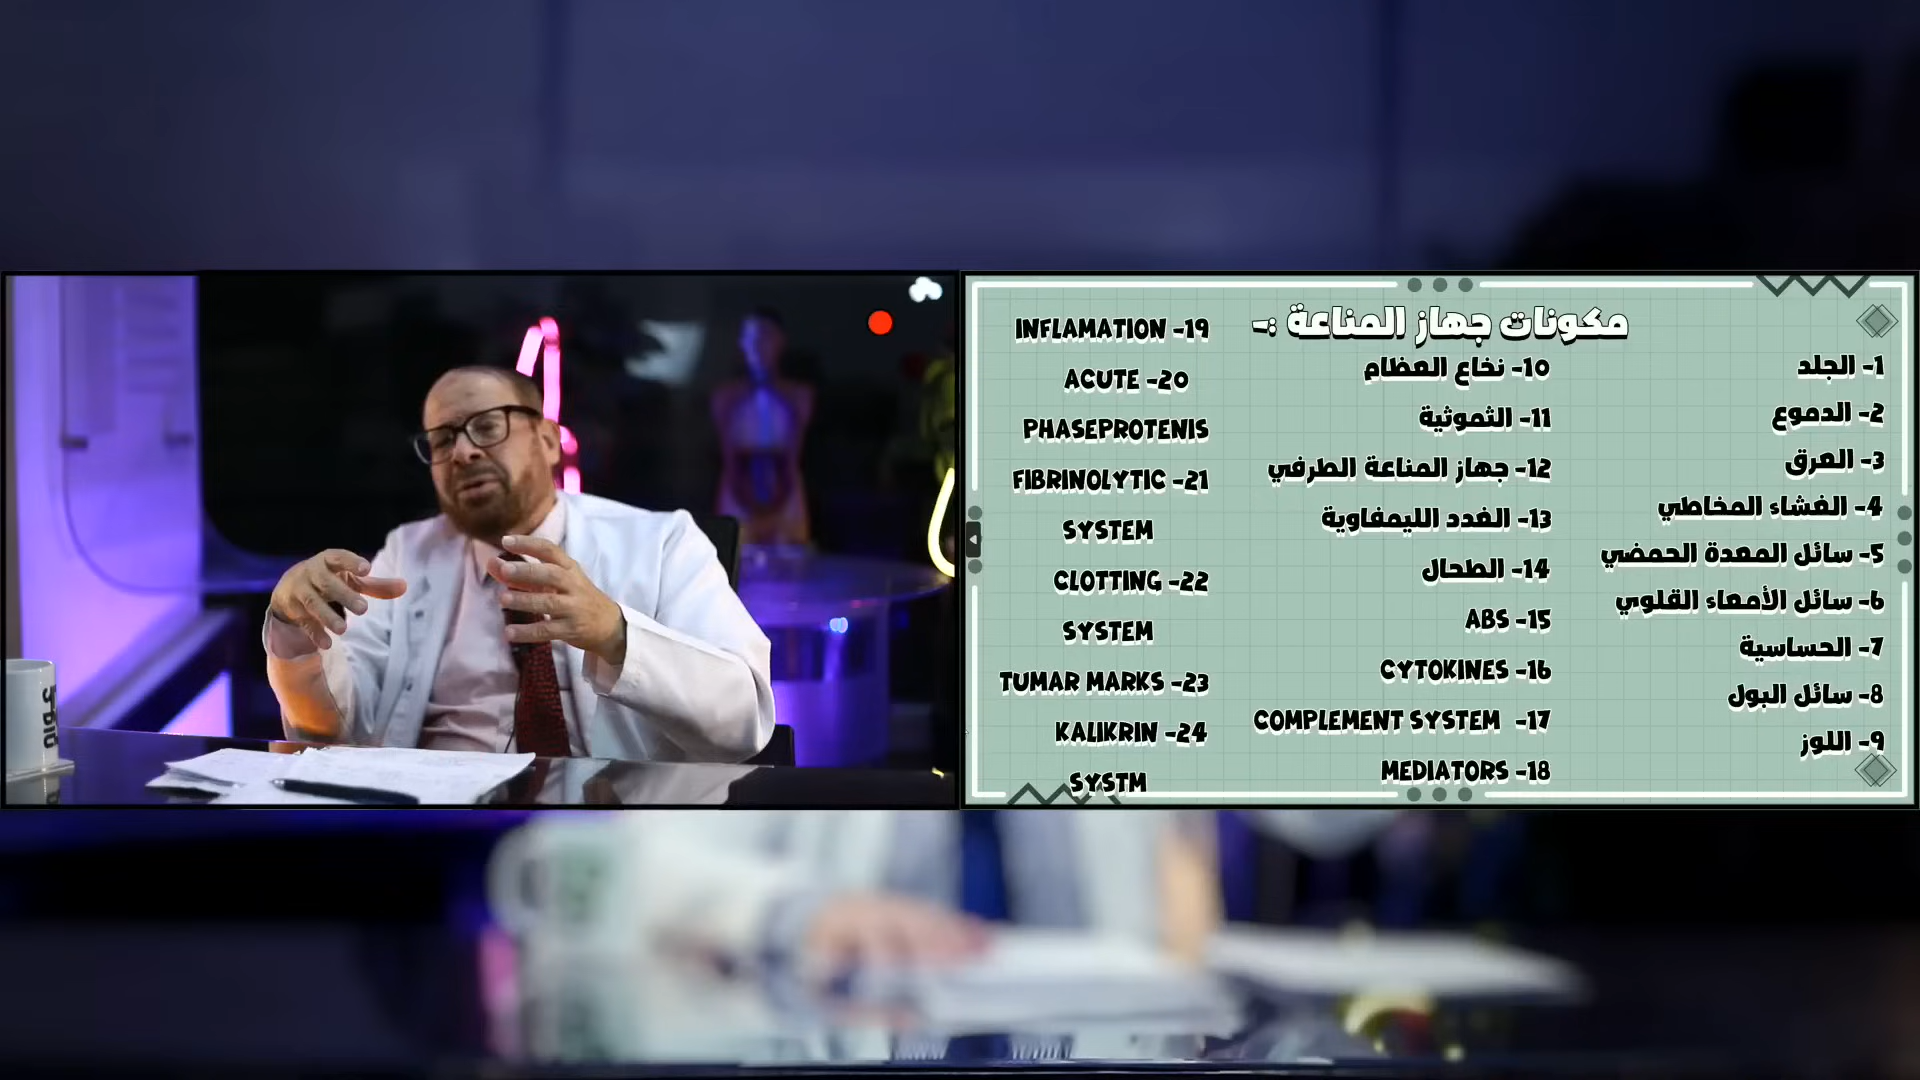 مكونات جهاز المناعة :-
1- الجلد
2- الدموع
3- العرق
4- الغشاء المخاطي
5- سائل المعدة الحمضي
6- سائل الأمعاء القلوي
7- الحساسية
8- سائل البول
9- اللوز
10- نخاع العظام
11- الثموثية
12- جهاز المناعة الطرفي
13- الغدد الليمفاوية
14- الطحال
ABS -15
CYTOKINES -16
COMPLEMENT SYSTEM -17
MEDIATORS -18
INFLAMATION -19
ACUTE -20
PHASEPROTENIS
FIBRINOLYTIC -21
SYSTEM
CLOTTING -22
SYSTEM
TUMAR MARKS -23
KALIKRIN -24
SYSTM